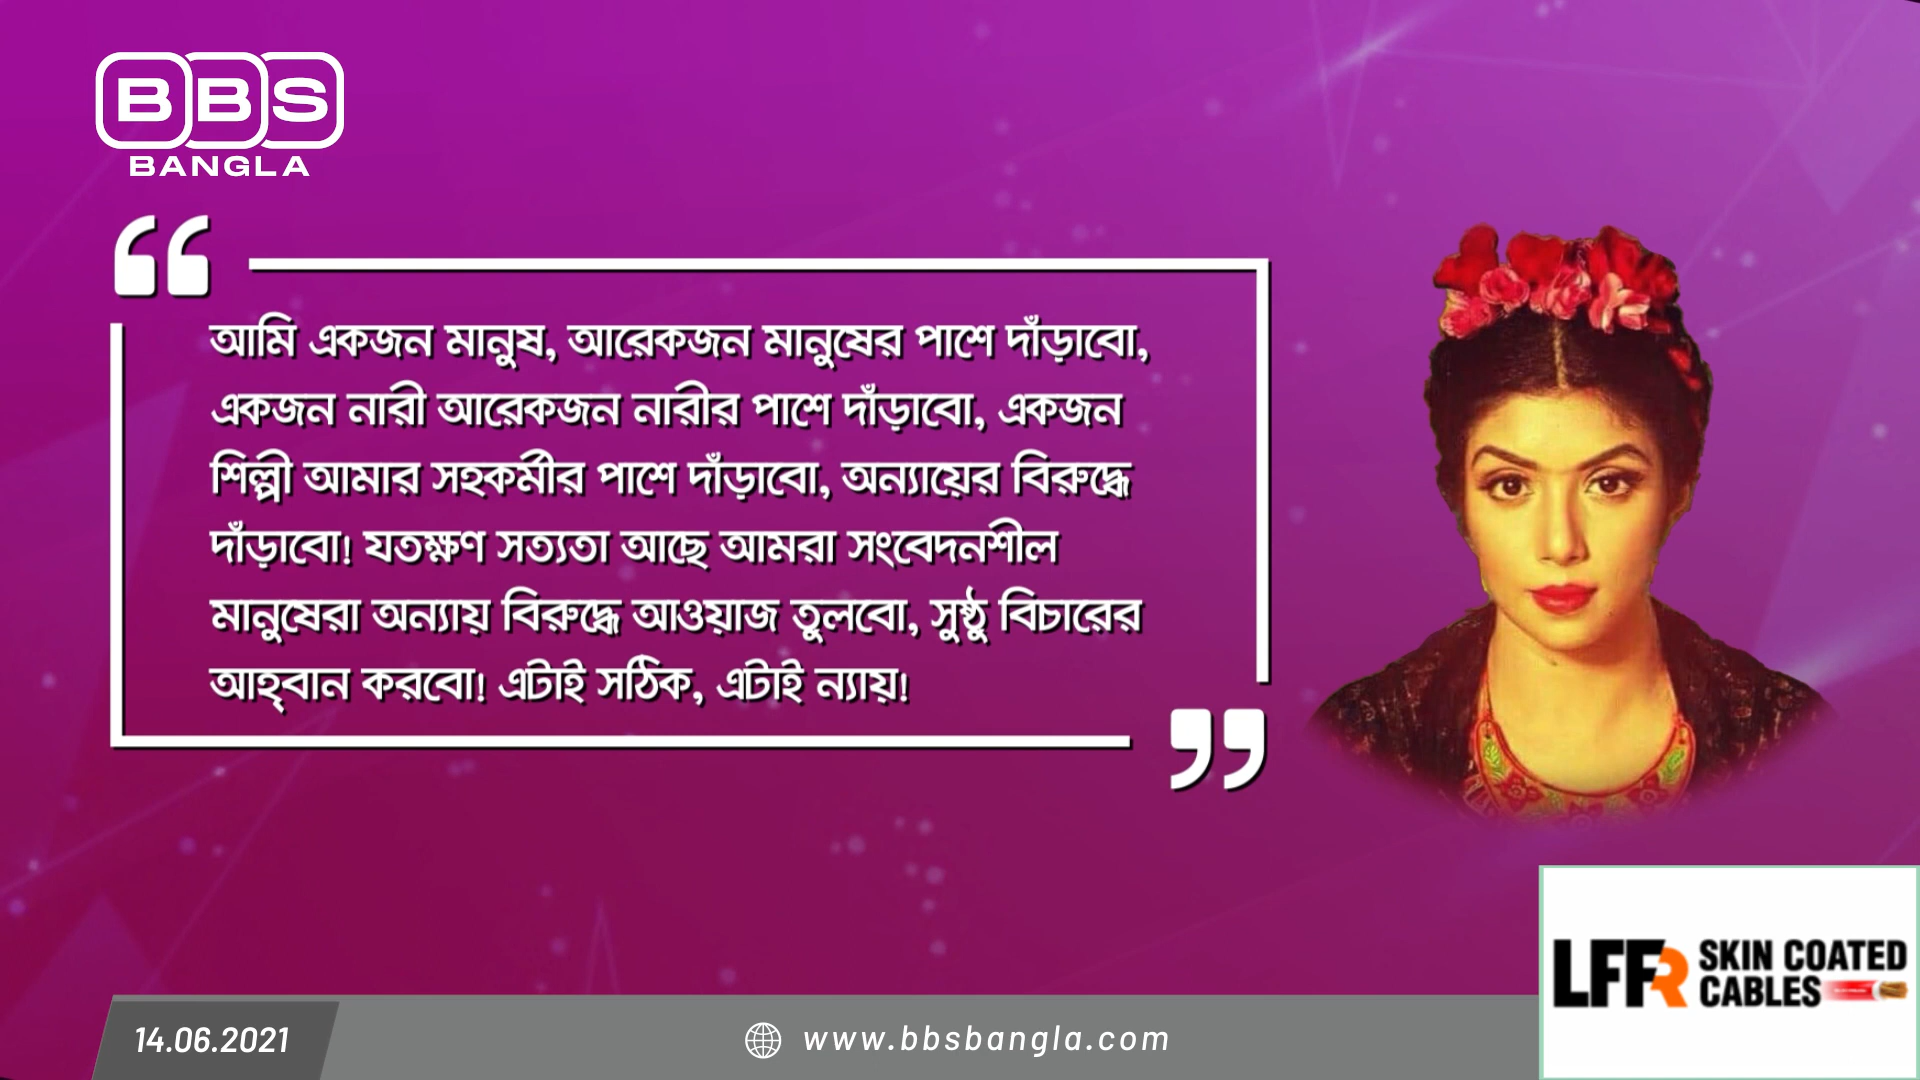 BBS
BANGLA
“
আমি একজন মানুষ, আরেকজন মানুষের পাশে দাঁড়াবো,
একজন নারী আরেকজন নারীর পাশে দাঁড়াবো, একজন
শিল্পী আমার সহকর্মীর পাশে দাঁড়াবো, অন্যায়ের বিরুদ্ধে
দাঁড়াবো! যতক্ষণ সত্যতা আছে আমরা সংবেদনশীল
মানুষেরা অন্যায় বিরুদ্ধে আওয়াজ তুলবো, সুষ্ঠু বিচারের
আহ্‌বান করবো! এটাই সঠিক, এটাই ন্যায়!
”
LFFR SKIN COATED
CABLES
14.06.2021
www.bbsbangla.com